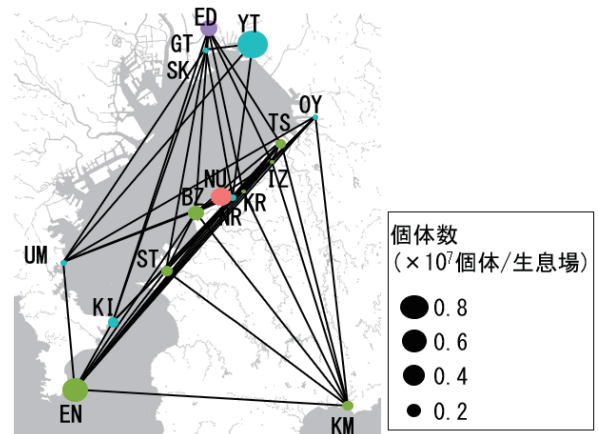 ED
YT
GT
SK
OY
TS
NU
IZ
BZ
KR
NR
UM
ST
KI
EN
KM
個体数
(×10⁷個体/生息場)
0.8
0.6
0.4
0.2